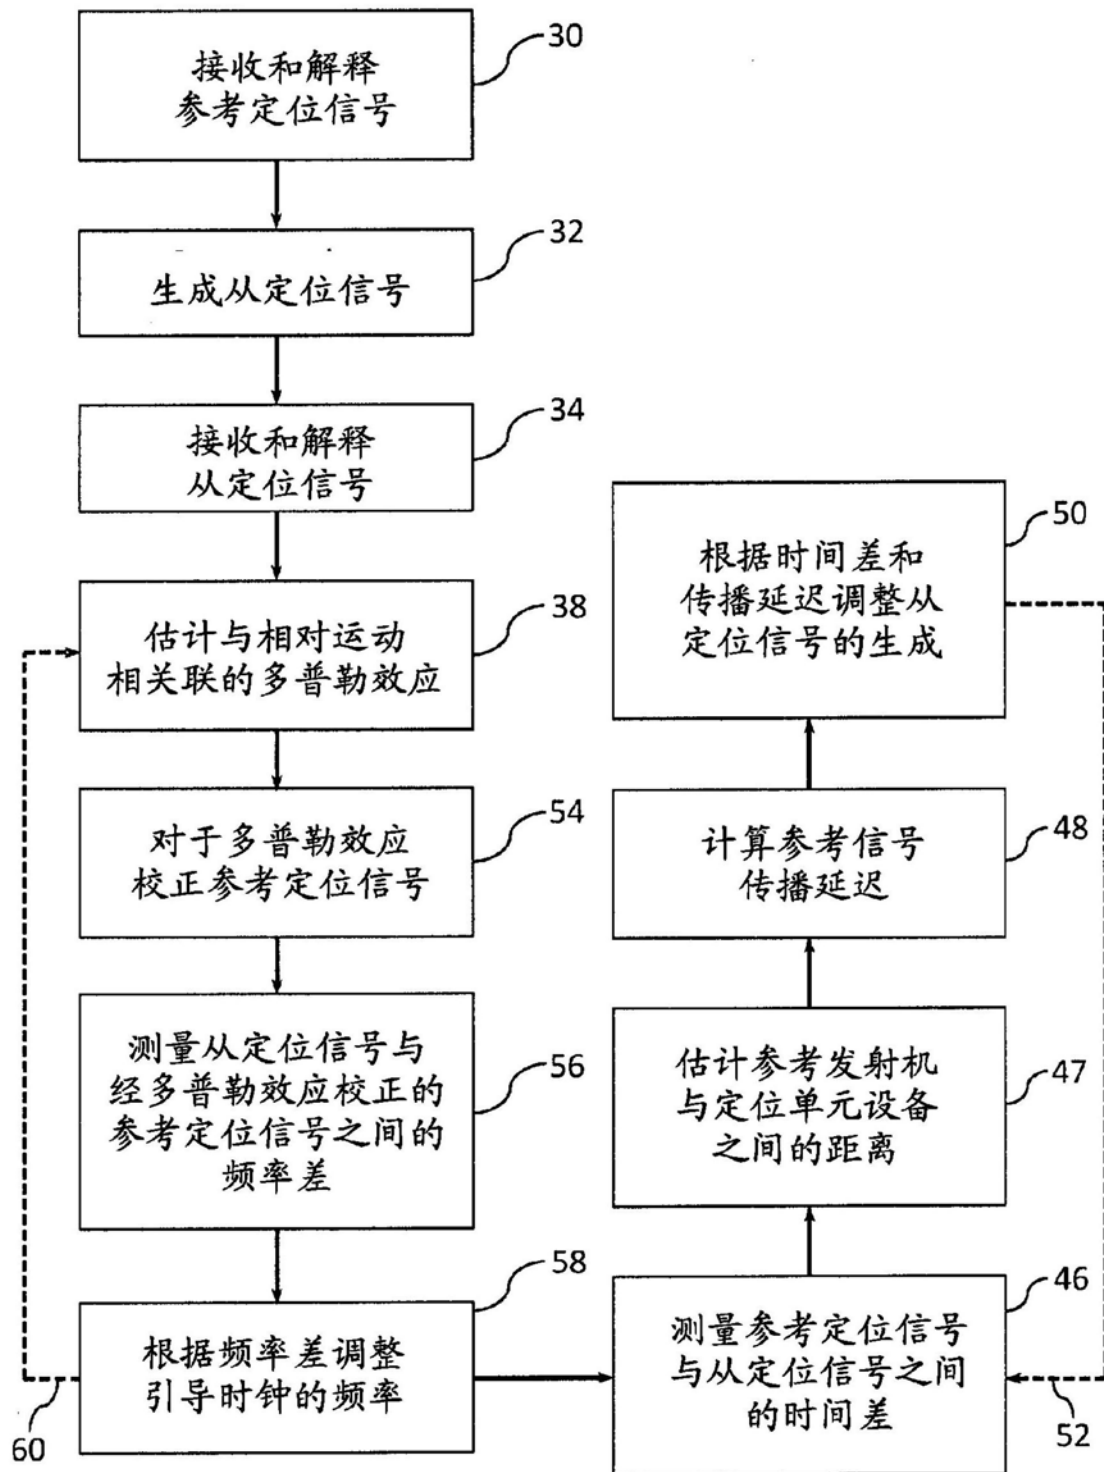 接收和解释
参考定位信号
30
生成从定位信号
32
接收和解释
从定位信号
34
估计与相对运动
相关联的多普勒效应
38
对于多普勒效应
校正参考定位信号
54
测量从定位信号与
经多普勒效应校正的
参考定位信号之间的
频率差
56
根据频率差调整
引导时钟的频率
58
60
测量参考定位信号
与从定位信号之间
的时间差
46
52
估计参考发射机
与定位单元设备
之间的距离
47
计算参考信号
传播延迟
48
根据时间差和
传播延迟调整从
定位信号的生成
50